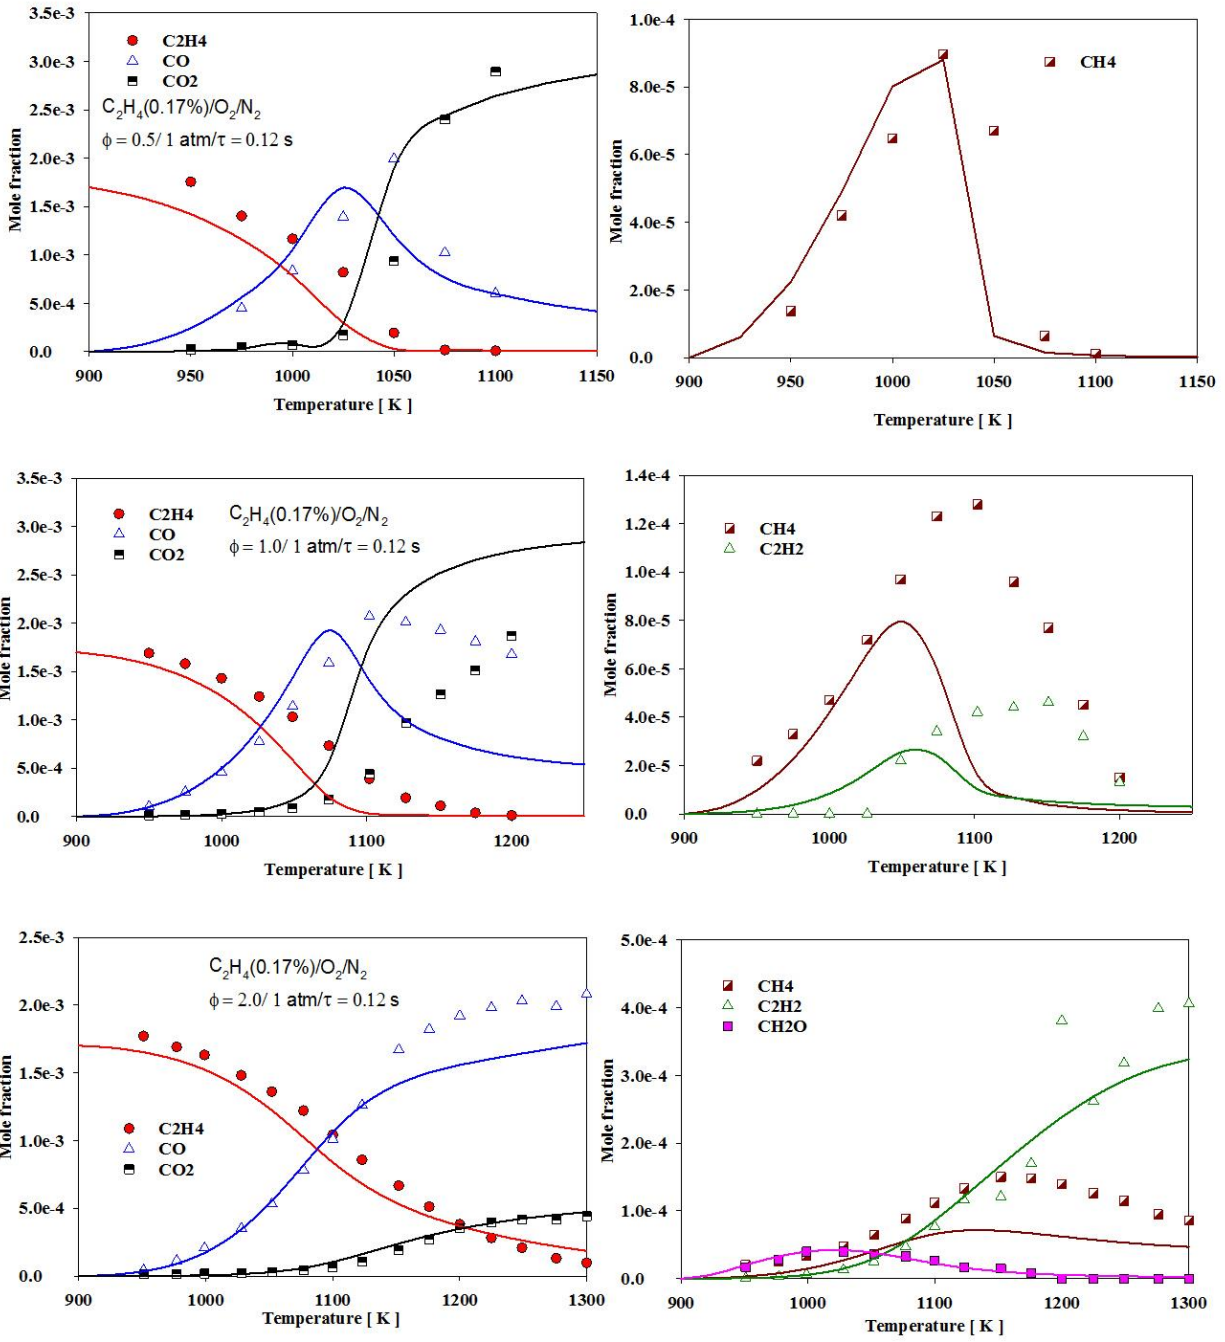 3.5e-3
3.0e-3
2.5e-3
2.0e-3
1.5e-3
1.0e-3
5.0e-4
0.0
Mole fraction
C2H4
CO
CO2
C2H4(0.17%)/O2/N2
ϕ = 0.5/ 1 atm/τ = 0.12 s
900 950 1000 1050 1100 1150
Temperature [ K ]
1.0e-4
8.0e-5
6.0e-5
4.0e-5
2.0e-5
0.0
Mole fraction
CH4
900 950 1000 1050 1100 1150
Temperature [ K ]
3.5e-3
3.0e-3
2.5e-3
2.0e-3
1.5e-3
1.0e-3
5.0e-4
0.0
Mole fraction
C2H4
CO
CO2
C2H4(0.17%)/O2/N2
ϕ = 1.0/ 1 atm/τ = 0.12 s
900 1000 1100 1200
Temperature [ K ]
1.4e-4
1.2e-4
1.0e-4
8.0e-5
6.0e-5
4.0e-5
2.0e-5
0.0
Mole fraction
CH4
C2H2
900 1000 1100 1200
Temperature [ K ]
2.5e-3
2.0e-3
1.5e-3
1.0e-3
5.0e-4
0.0
Mole fraction
C2H4(0.17%)/O2/N2
ϕ = 2.0/ 1 atm/τ = 0.12 s
C2H4
CO
CO2
900 1000 1100 1200 1300
Temperature [ K ]
5.0e-4
4.0e-4
3.0e-4
2.0e-4
1.0e-4
0.0
Mole fraction
CH4
C2H2
CH2O
900 1000 1100 1200 1300
Temperature [ K ]